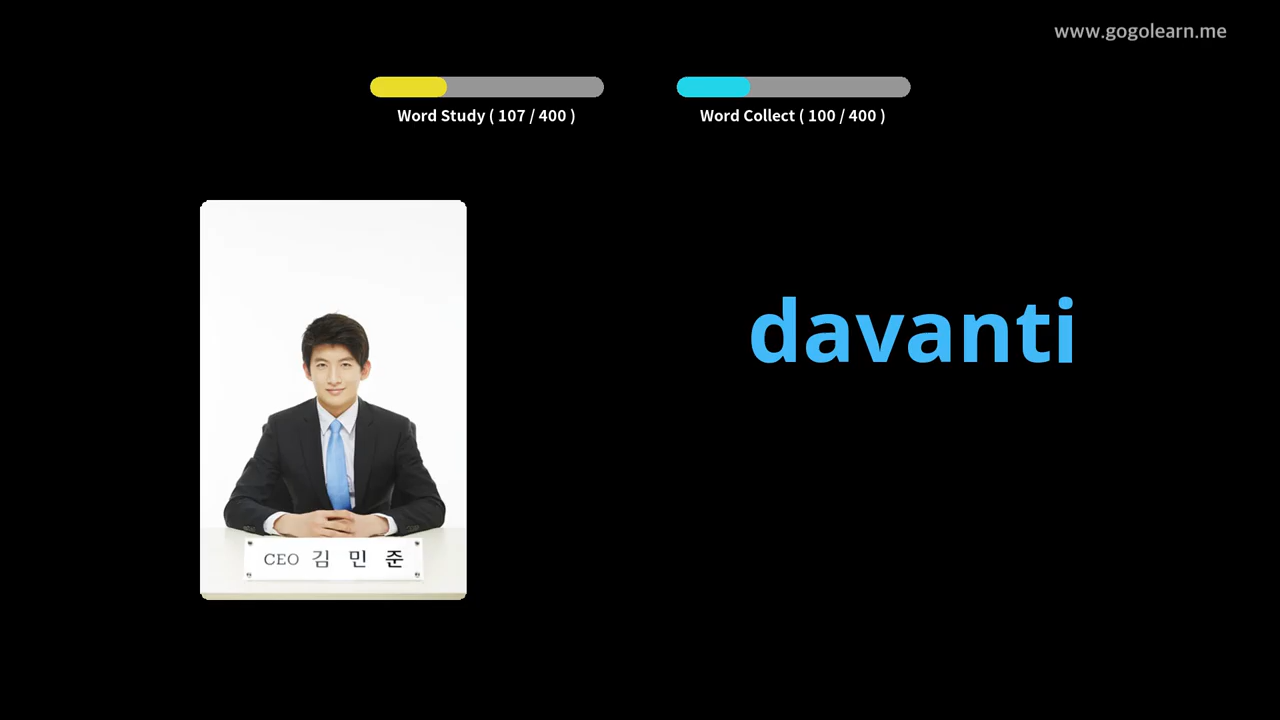 www.gogolearn.me
Word Study ( 107 / 400 )
Word Collect ( 100 / 400 )
davanti
CEO 김 민 준